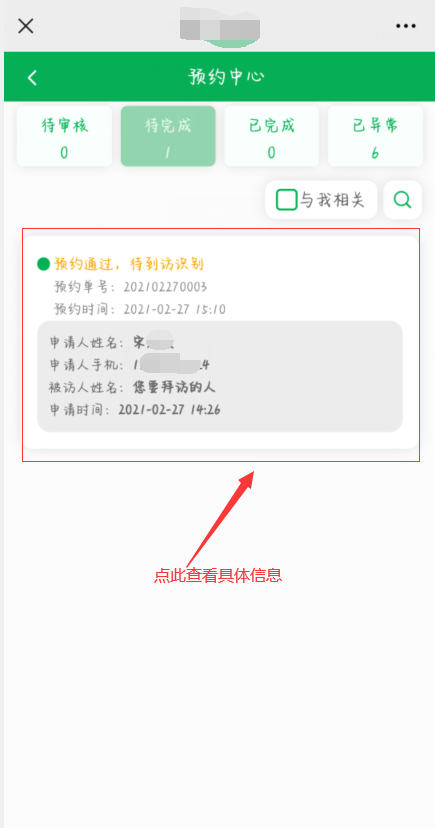 预约中心
待审核 待完成 已完成 已异常
0 1 0 6
与我相关
预约通过，待到访识别
预约单号：202102270003
预约时间：2021-02-27 15:10
申请人姓名：宋
申请人手机：1 4
被访人姓名：您要拜访的人
申请时间：2021-02-27 14:26
点此查看具体信息